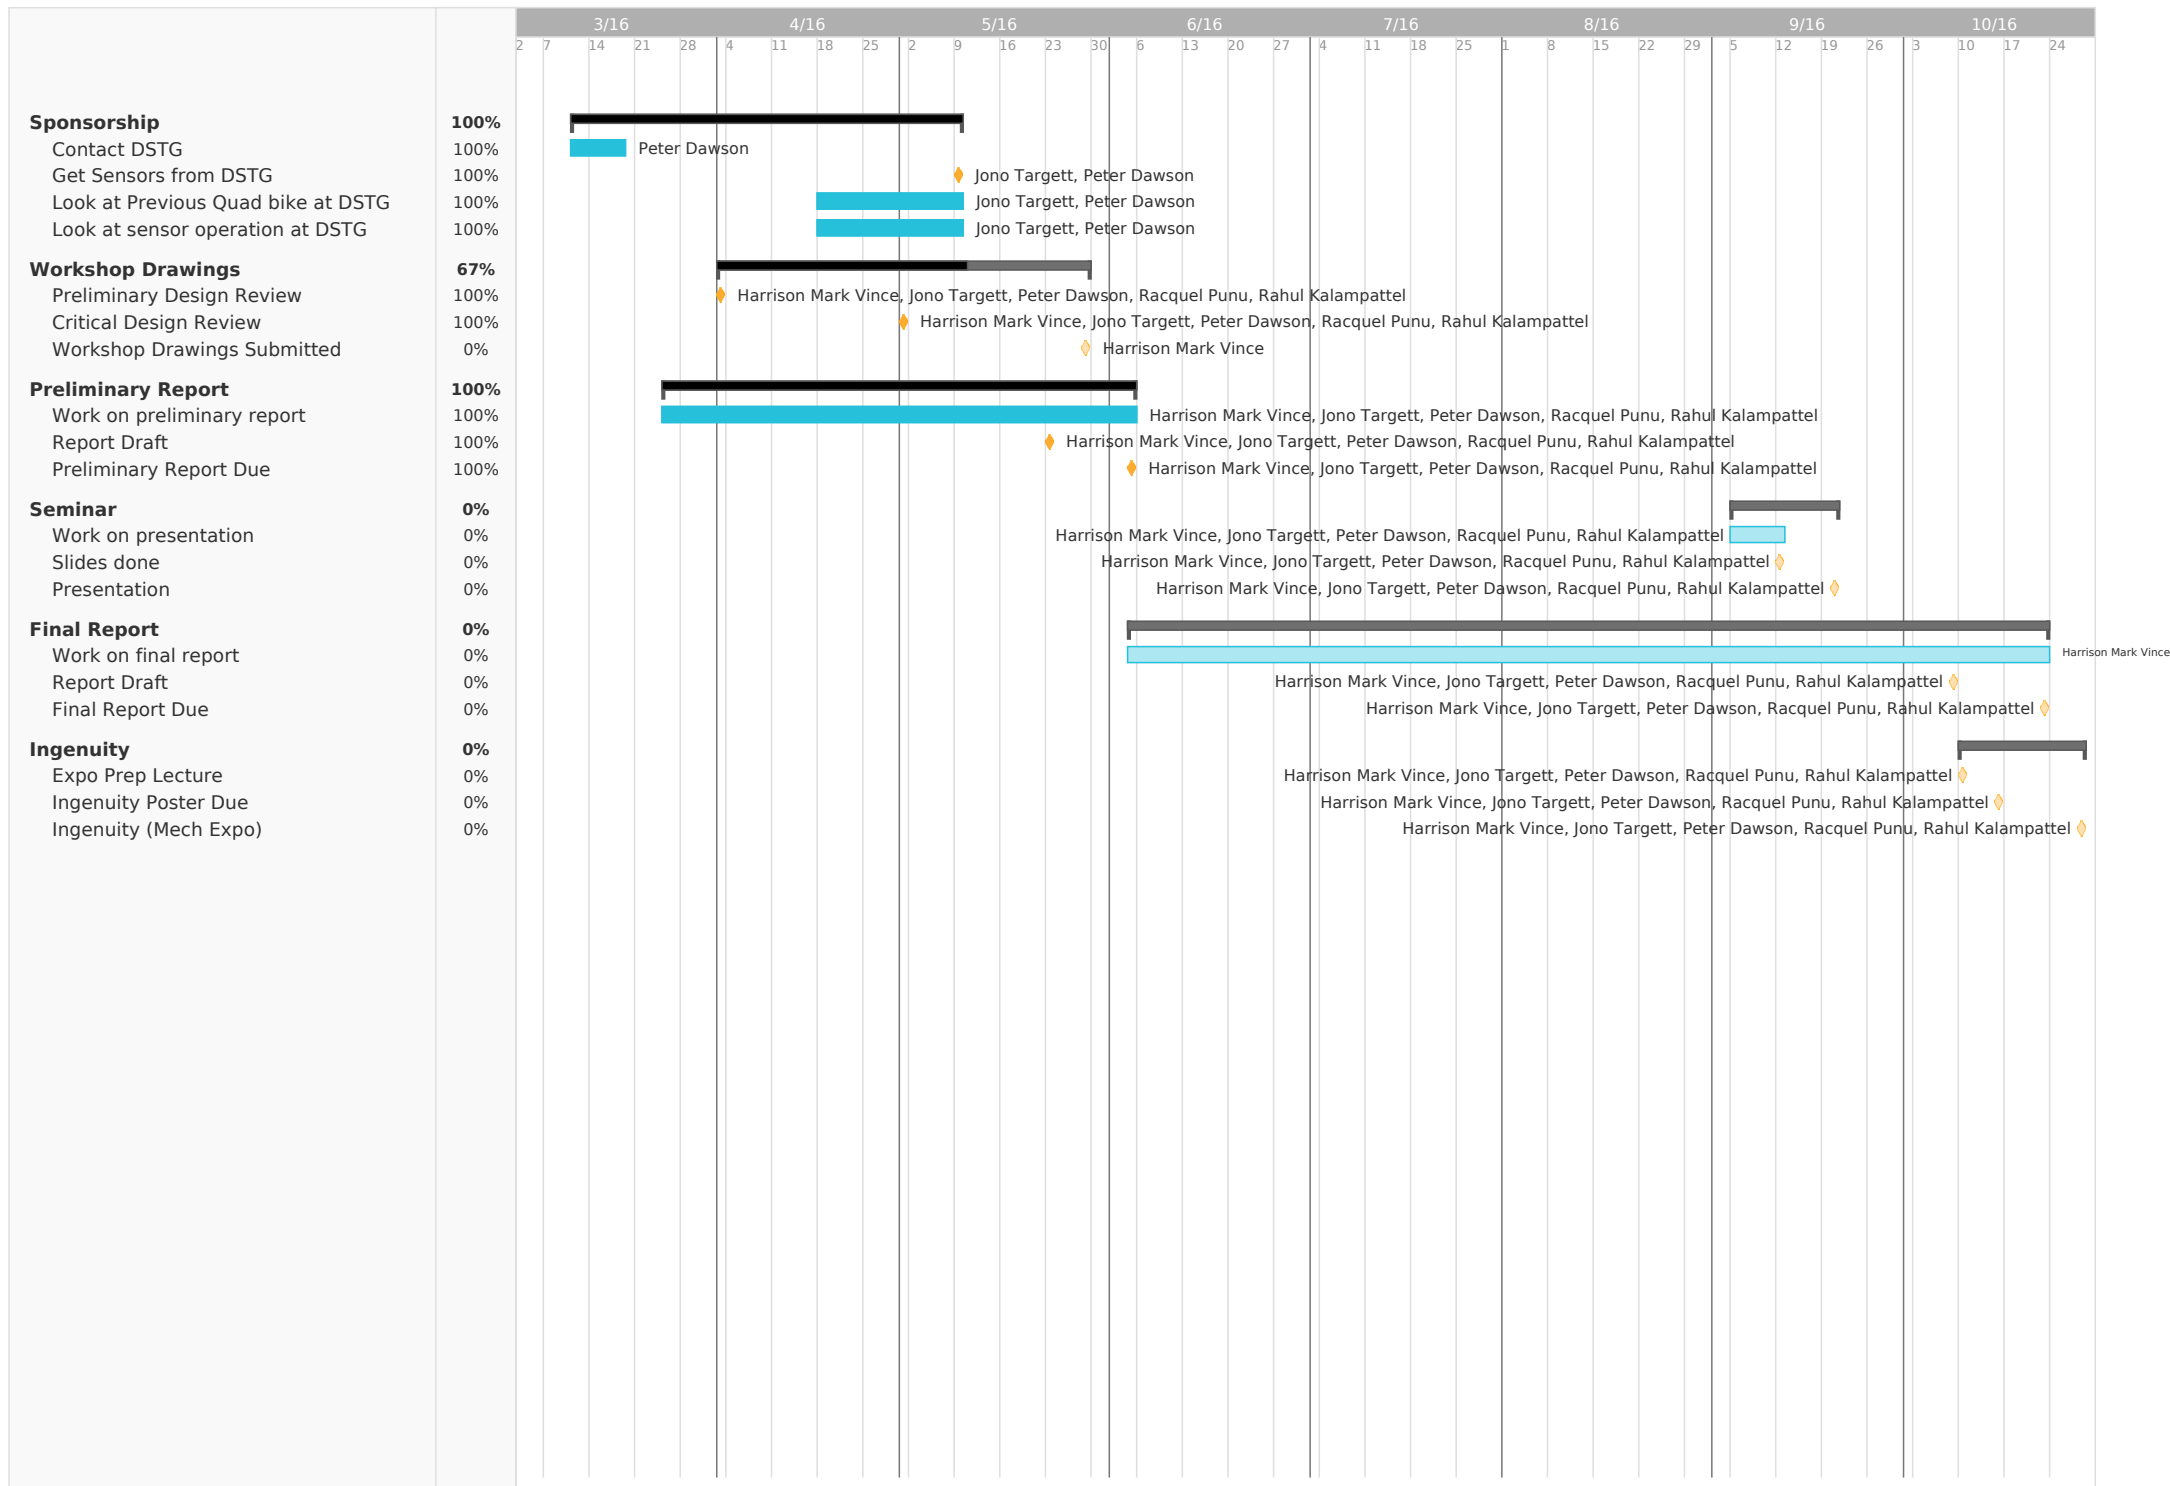 3/16 4/16 5/16 6/16 7/16 8/16 9/16 10/16
2 7 14 21 28 4 11 18 25 2 9 16 23 30 6 13 20 27 4 11 18 25 1 8 15 22 29 5 12 19 26 3 10 17 24
Sponsorship 100%
Contact DSTG 100% Peter Dawson
Get Sensors from DSTG 100% Jono Targett, Peter Dawson
Look at Previous Quad bike at DSTG 100% Jono Targett, Peter Dawson
Look at sensor operation at DSTG 100% Jono Targett, Peter Dawson
Workshop Drawings 67%
Preliminary Design Review 100% Harrison Mark Vince, Jono Targett, Peter Dawson, Racquel Punu, Rahul Kalampattel
Critical Design Review 100% Harrison Mark Vince, Jono Targett, Peter Dawson, Racquel Punu, Rahul Kalampattel
Workshop Drawings Submitted 0% Harrison Mark Vince
Preliminary Report 100%
Work on preliminary report 100% Harrison Mark Vince, Jono Targett, Peter Dawson, Racquel Punu, Rahul Kalampattel
Report Draft 100% Harrison Mark Vince, Jono Targett, Peter Dawson, Racquel Punu, Rahul Kalampattel
Preliminary Report Due 100% Harrison Mark Vince, Jono Targett, Peter Dawson, Racquel Punu, Rahul Kalampattel
Seminar 0%
Work on presentation 0% Harrison Mark Vince, Jono Targett, Peter Dawson, Racquel Punu, Rahul Kalampattel
Slides done 0% Harrison Mark Vince, Jono Targett, Peter Dawson, Racquel Punu, Rahul Kalampattel
Presentation 0% Harrison Mark Vince, Jono Targett, Peter Dawson, Racquel Punu, Rahul Kalampattel
Final Report 0%
Work on final report 0% Harrison Mark Vince
Report Draft 0% Harrison Mark Vince, Jono Targett, Peter Dawson, Racquel Punu, Rahul Kalampattel
Final Report Due 0% Harrison Mark Vince, Jono Targett, Peter Dawson, Racquel Punu, Rahul Kalampattel
Ingenuity 0%
Expo Prep Lecture 0% Harrison Mark Vince, Jono Targett, Peter Dawson, Racquel Punu, Rahul Kalampattel
Ingenuity Poster Due 0% Harrison Mark Vince, Jono Targett, Peter Dawson, Racquel Punu, Rahul Kalampattel
Ingenuity (Mech Expo) 0% Harrison Mark Vince, Jono Targett, Peter Dawson, Racquel Punu, Rahul Kalampattel